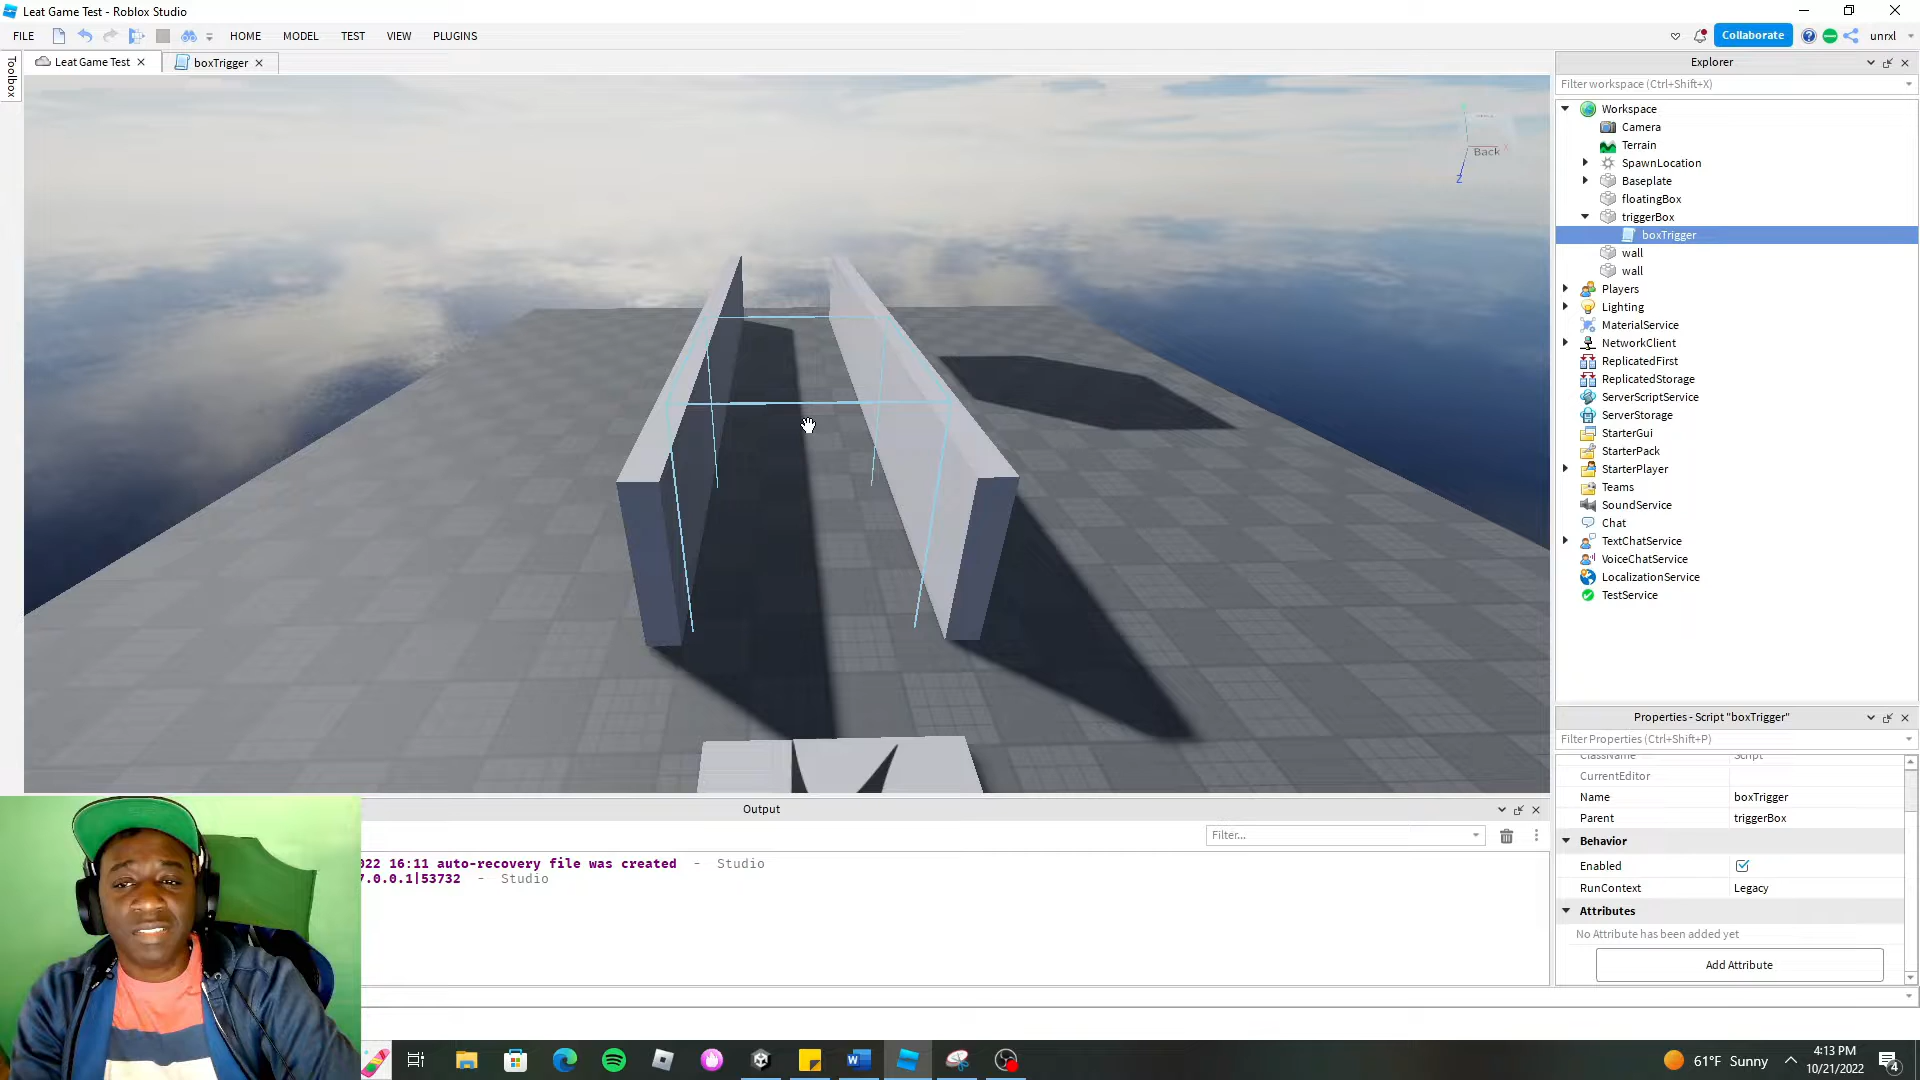 Leat Game Test - Roblox Studio
FILE
HOME
MODEL
TEST
VIEW
PLUGINS
Collaborate
unrxl
Toolbox
Leat Game Test
boxTrigger
Back
Z
Explorer
Filter workspace (Ctrl+Shift+X)
Workspace
Camera
Terrain
SpawnLocation
Baseplate
floatingBox
triggerBox
boxTrigger
wall
wall
Players
Lighting
MaterialService
NetworkClient
ReplicatedFirst
ReplicatedStorage
ServerScriptService
ServerStorage
StarterGui
StarterPack
StarterPlayer
Teams
SoundService
Chat
TextChatService
VoiceChatService
LocalizationService
TestService
Properties - Script "boxTrigger"
Filter Properties (Ctrl+Shift+P)
ClassName Script
CurrentEditor
Name boxTrigger
Parent triggerBox
Behavior
Enabled
RunContext Legacy
Attributes
No Attribute has been added yet
Add Attribute
Output
Filter...
022 16:11 auto-recovery file was created - Studio
7.0.0.1|53732 - Studio
61°F Sunny
4:13 PM
10/21/2022
4